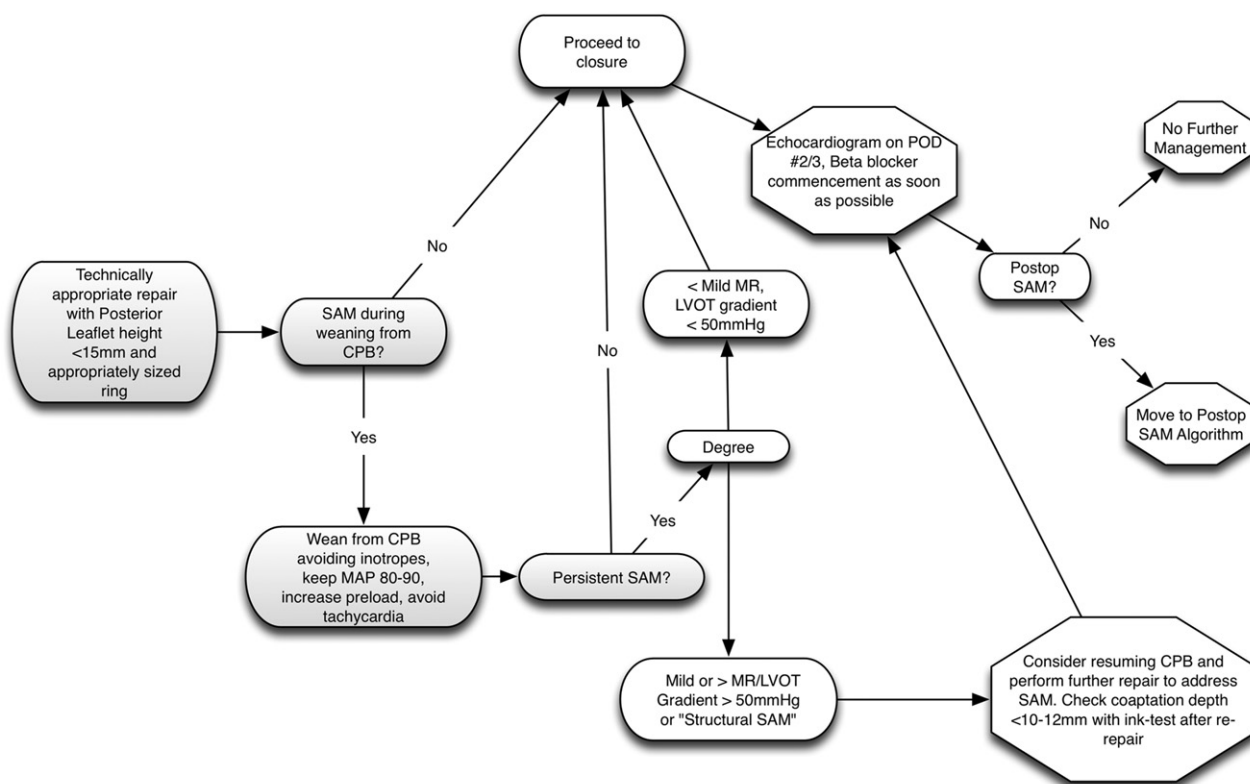 Proceed to
closure
Echocardiogram on POD
#2/3, Beta blocker
commencement as soon
as possible
No Further
Management
No
No
Postop
SAM?
Yes
Move to Postop
SAM Algorithm
Technically
appropriate repair
with Posterior
Leaflet height
<15mm and
appropriately sized
ring
SAM during
weaning from
CPB?
< Mild MR,
LVOT gradient
< 50mmHg
No
Yes
Degree
Wean from CPB
avoiding inotropes,
keep MAP 80-90,
increase preload, avoid
tachycardia
Persistent SAM?
Yes
Mild or > MR/LVOT
Gradient > 50mmHg
or "Structural SAM"
Consider resuming CPB and
perform further repair to address
SAM. Check coaptation depth
<10-12mm with ink-test after re-
repair